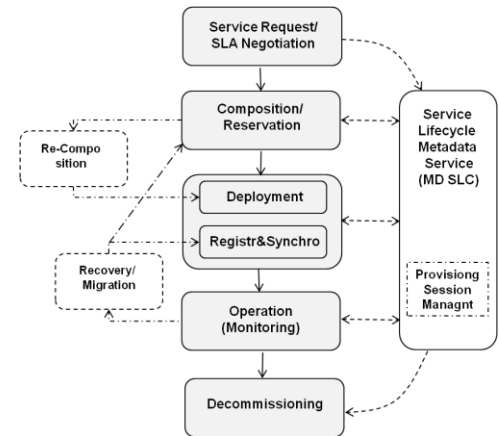 Service Request/
SLA Negotiation
Composition/
Reservation
Re-Compo
sition
Deployment
Registr&Synchro
Recovery/
Migration
Operation
(Monitoring)
Decommissioning
Service
Lifecycle
Metadata
Service
(MD SLC)
Provisiong
Session
Managnt